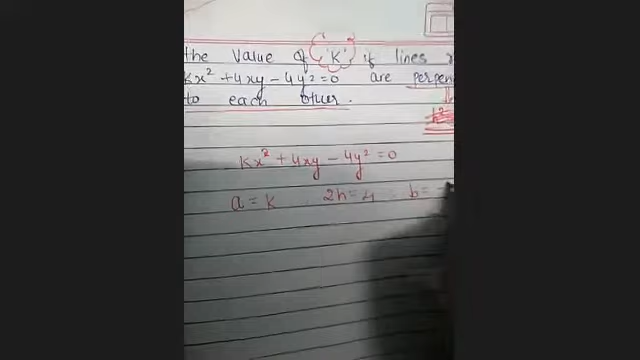 the value of 'K' if lines
kx² + 4xy - 4y² = 0 are perpen
to each other.
kx² + 4xy - 4y² = 0
a = k 2h = 4 b = -